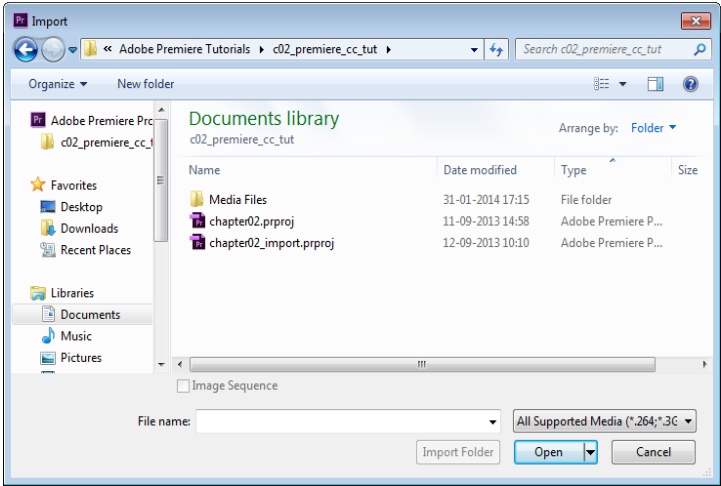 Pr Import
« Adobe Premiere Tutorials c02_premiere_cc_tut Search c02_premiere_cc_tut
Organize New folder
Pr Adobe Premiere Prc
c02_premiere_cc_t
Favorites
Desktop
Downloads
Recent Places
Libraries
Documents
Music
Pictures
Documents library
c02_premiere_cc_tut
Arrange by: Folder
Name Date modified Type Size
Media Files 31-01-2014 17:15 File folder
chapter02.prproj 11-09-2013 14:58 Adobe Premiere P...
chapter02_import.prproj 12-09-2013 10:10 Adobe Premiere P...
Image Sequence
File name: All Supported Media (*.264;*.3G
Import Folder Open Cancel